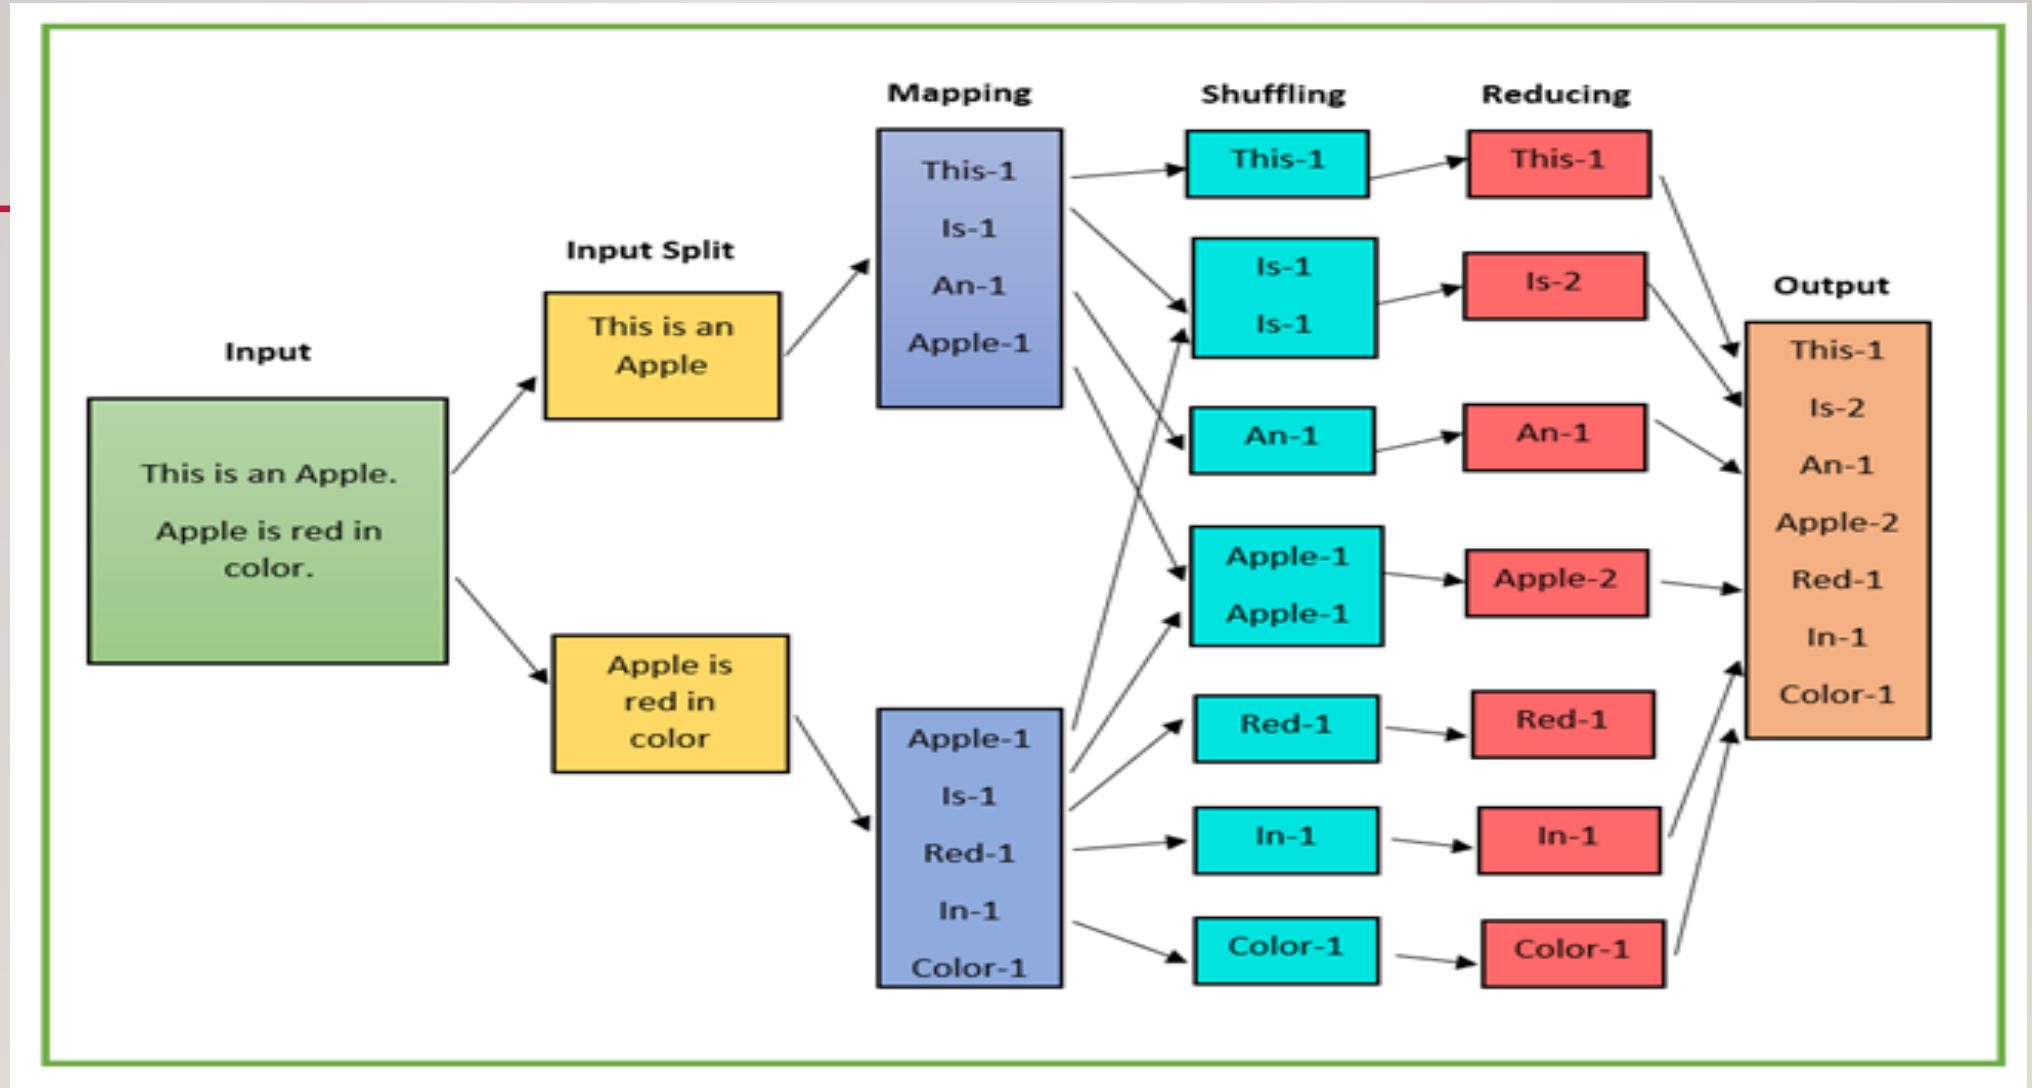 Input
This is an Apple.
Apple is red in
color.
Input Split
This is an
Apple
Apple is
red in
color
Mapping
This-1
Is-1
An-1
Apple-1
Apple-1
Is-1
Red-1
In-1
Color-1
Shuffling
This-1
Is-1
Is-1
An-1
Apple-1
Apple-1
Red-1
In-1
Color-1
Reducing
This-1
Is-2
An-1
Apple-2
Red-1
In-1
Color-1
Output
This-1
Is-2
An-1
Apple-2
Red-1
In-1
Color-1